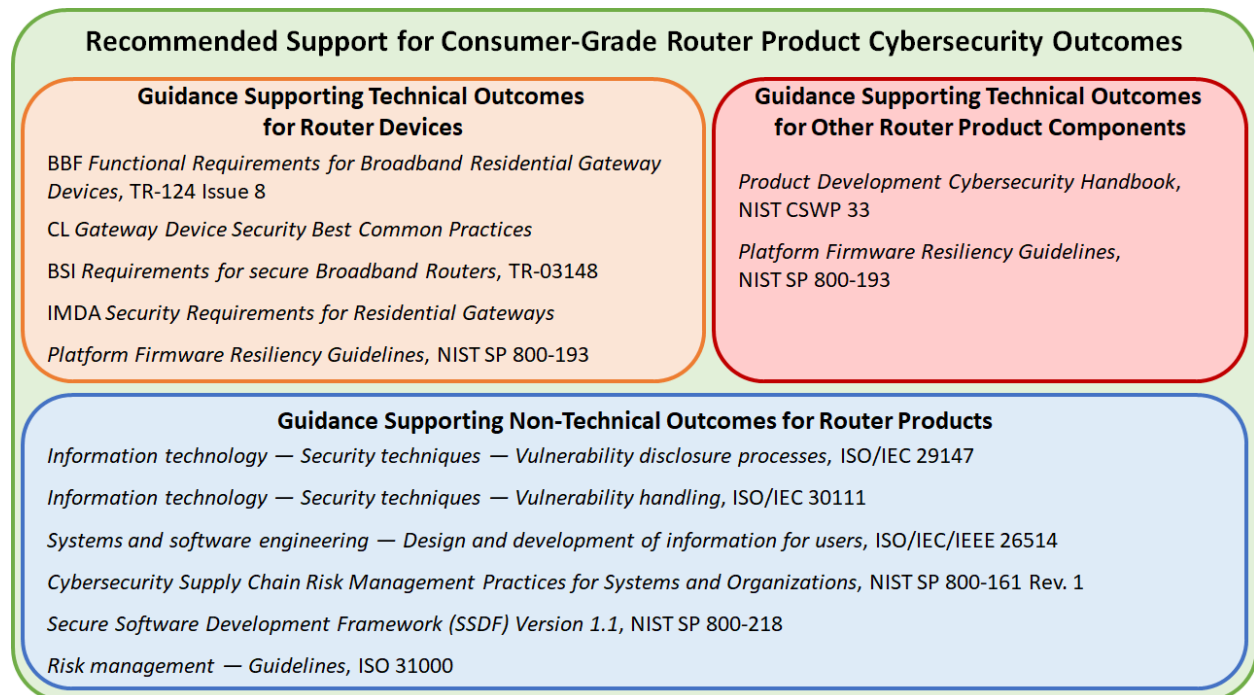 Recommended Support for Consumer-Grade Router Product Cybersecurity Outcomes
Guidance Supporting Technical Outcomes
for Router Devices
BBF Functional Requirements for Broadband Residential Gateway
Devices, TR-124 Issue 8
CL Gateway Device Security Best Common Practices
BSI Requirements for secure Broadband Routers, TR-03148
IMDA Security Requirements for Residential Gateways
Platform Firmware Resiliency Guidelines, NIST SP 800-193
Guidance Supporting Technical Outcomes
for Other Router Product Components
Product Development Cybersecurity Handbook,
NIST CSWP 33
Platform Firmware Resiliency Guidelines,
NIST SP 800-193
Guidance Supporting Non-Technical Outcomes for Router Products
Information technology — Security techniques — Vulnerability disclosure processes, ISO/IEC 29147
Information technology — Security techniques — Vulnerability handling, ISO/IEC 30111
Systems and software engineering — Design and development of information for users, ISO/IEC/IEEE 26514
Cybersecurity Supply Chain Risk Management Practices for Systems and Organizations, NIST SP 800-161 Rev. 1
Secure Software Development Framework (SSDF) Version 1.1, NIST SP 800-218
Risk management — Guidelines, ISO 31000